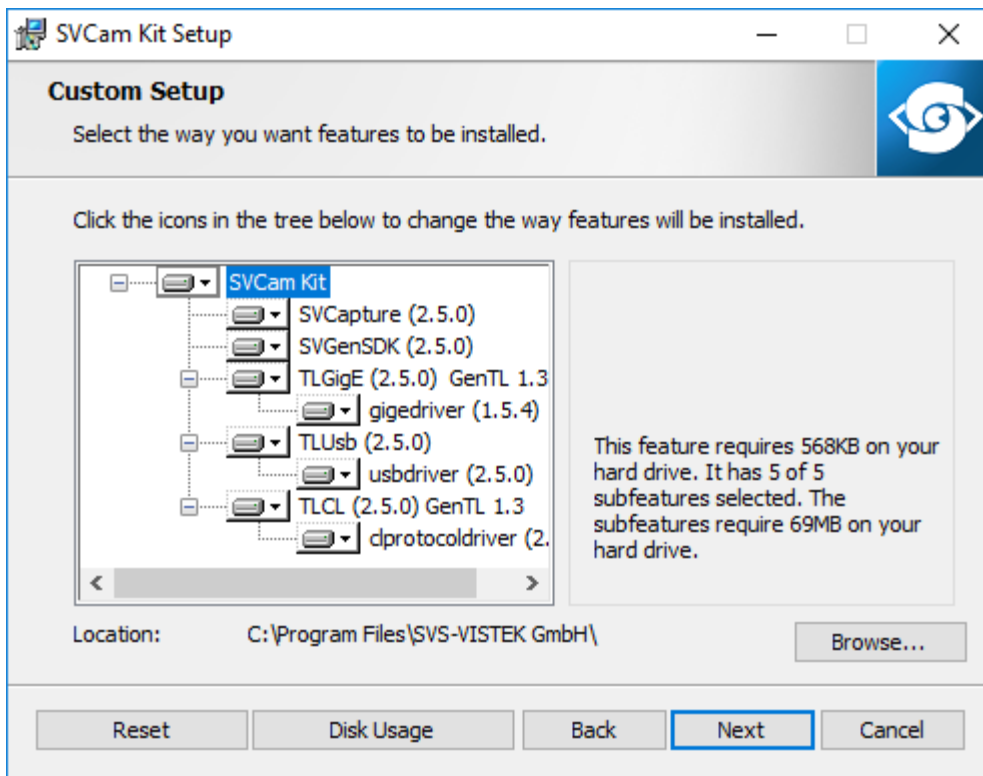 SVCam Kit Setup
Custom Setup
Select the way you want features to be installed.
Click the icons in the tree below to change the way features will be installed.
SVCam Kit
SVCapture (2.5.0)
SVGenSDK (2.5.0)
TLGigE (2.5.0)  GenTL 1.3
gigedriver (1.5.4)
TLUsb (2.5.0)
usbdriver (2.5.0)
TLCL (2.5.0) GenTL 1.3
clprotocoldriver (2.
This feature requires 568KB on your
hard drive. It has 5 of 5
subfeatures selected. The
subfeatures require 69MB on your
hard drive.
Location: C:\Program Files\SVS-VISTEK GmbH\
Browse...
Reset Disk Usage Back Next Cancel